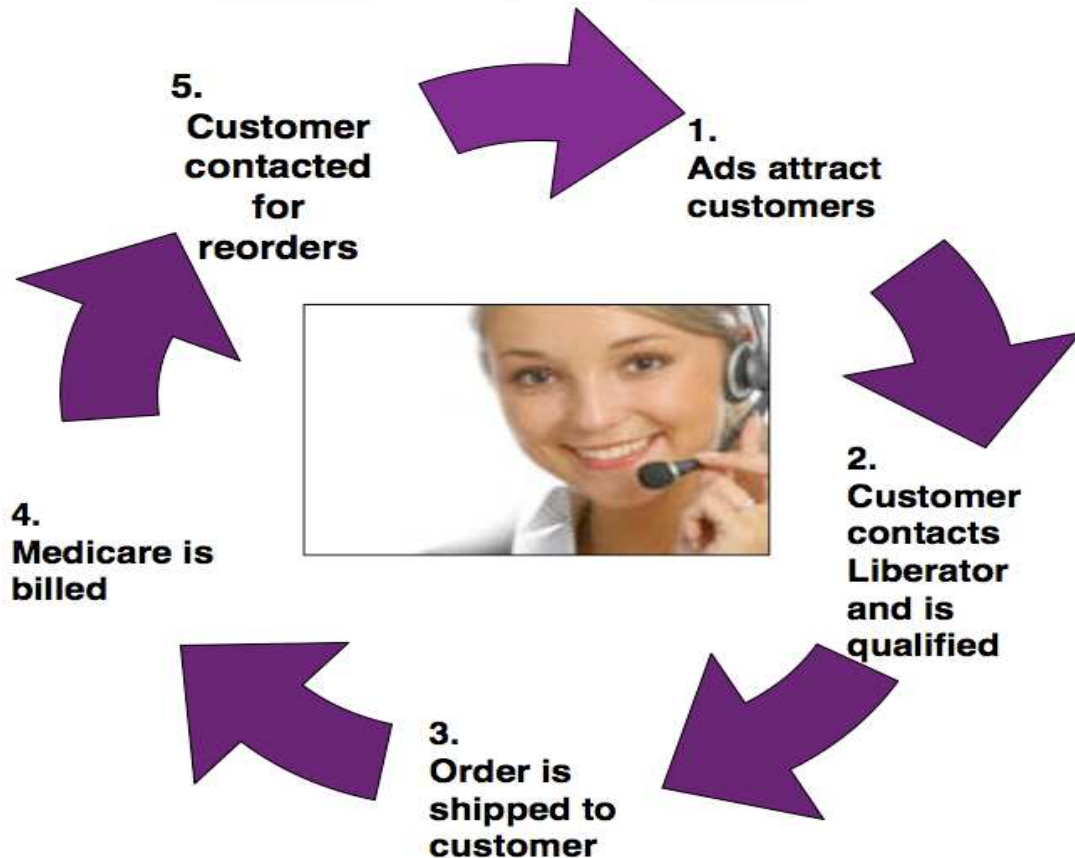 1.
Ads attract
customers
2.
Customer
contacts
Liberator
and is
qualified
3.
Order is
shipped to
customer
4.
Medicare is
billed
5.
Customer
contacted
for
reorders